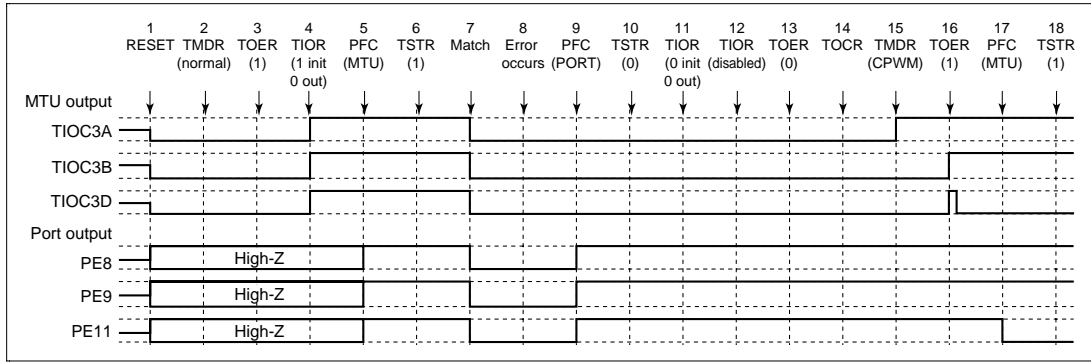 1 2 3 4 5 6 7 8 9 10 11 12 13 14 15 16 17 18
RESET TMDR TOER TIOR PFC TSTR Match Error PFC TSTR TIOR TIOR TOER TOCR TMDR TOER PFC TSTR
(normal) (1) (1 init (MTU) (1) occurs (PORT) (0) (0 init (disabled) (0) (CPWM) (1) (MTU) (1)
0 out) 0 out)
MTU output
TIOC3A
TIOC3B
TIOC3D
Port output
PE8 High-Z
PE9 High-Z
PE11 High-Z